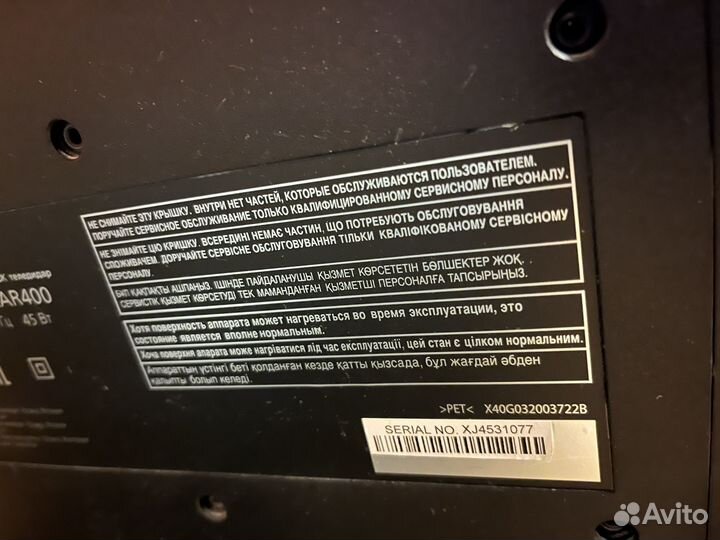 НЕ СНИМАЙТЕ ЭТУ КРЫШКУ. ВНУТРИ НЕТ ЧАСТЕЙ, КОТОРЫЕ ОБСЛУЖИВАЮТСЯ ПОЛЬЗОВАТЕЛЕМ.
ПОРУЧАЙТЕ СЕРВИСНОЕ ОБСЛУЖИВАНИЕ ТОЛЬКО КВАЛИФИЦИРОВАННОМУ СЕРВИСНОМУ ПЕРСОНАЛУ.
НЕ ЗНІМАЙТЕ ЦЮ КРИШКУ. ВСЕРЕДИНІ НЕМАЄ ЧАСТИН, ЩО ПОТРЕБУЮТЬ ОБСЛУГОВУВАННЯ
СПОЖИВАЧЕМ. ДОРУЧАЙТЕ СЕРВІСНЕ ОБСЛУГОВУВАННЯ ТІЛЬКИ КВАЛІФІКОВАНОМУ СЕРВІСНОМУ
ПЕРСОНАЛУ.
БҰЛ ҚАҚПАҚТЫ АШПАҢЫЗ. ІШІНДЕ ПАЙДАЛАНУШЫ ҚЫЗМЕТ КӨРСЕТЕТІН БӨЛШЕКТЕР ЖОҚ.
СЕРВИСТІК ҚЫЗМЕТ КӨРСЕТУДІ ТЕК МАМАНДАНҒАН ҚЫЗМЕТШІ ПЕРСОНАЛҒА ТАПСЫРЫҢЫЗ.
Хотя поверхность аппарата может нагреваться во время эксплуатации, это
состояние является вполне нормальным.
Хоча поверхня апарата може нагріватися під час експлуатації, цей стан є цілком нормальним.
Аппараттың үстіңгі беті қолданған кезде қатты қызсада, бұл жағдай әбден
қалыпты болып келеді.
телевизор
AR400
Гц 45 Вт
>PET< X40G032003722B
SERIAL NO. XJ4531077
Avito